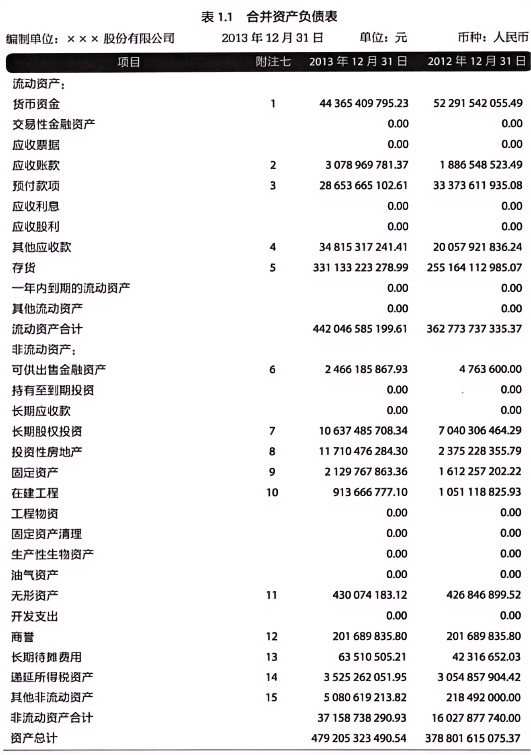 表 1.1 合并资产负债表
编制单位：××× 股份有限公司 2013 年 12 月 31 日 单位：元 币种：人民币
项目 附注七 2013 年 12 月 31 日 2012 年 12 月 31 日
流动资产：
货币资金 1 44 365 409 795.23 52 291 542 055.49
交易性金融资产 0.00 0.00
应收票据 0.00 0.00
应收账款 2 3 078 969 781.37 1 886 548 523.49
预付款项 3 28 653 665 102.61 33 373 611 935.08
应收利息 0.00 0.00
应收股利 0.00 0.00
其他应收款 4 34 815 317 241.41 20 057 921 836.24
存货 5 331 133 223 278.99 255 164 112 985.07
一年内到期的流动资产 0.00 0.00
其他流动资产 0.00 0.00
流动资产合计 442 046 585 199.61 362 773 737 335.37
非流动资产：
可供出售金融资产 6 2 466 185 867.93 4 763 600.00
持有至到期投资 0.00 0.00
长期应收款 0.00 0.00
长期股权投资 7 10 637 485 708.34 7 040 306 464.29
投资性房地产 8 11 710 476 284.30 2 375 228 355.79
固定资产 9 2 129 767 863.36 1 612 257 202.22
在建工程 10 913 666 777.10 1 051 118 825.93
工程物资 0.00 0.00
固定资产清理 0.00 0.00
生产性生物资产 0.00 0.00
油气资产 0.00 0.00
无形资产 11 430 074 183.12 426 846 899.52
开发支出 0.00 0.00
商誉 12 201 689 835.80 201 689 835.80
长期待摊费用 13 63 510 505.21 42 316 652.03
递延所得税资产 14 3 525 262 051.95 3 054 857 904.42
其他非流动资产 15 5 080 619 213.82 218 492 000.00
非流动资产合计 37 158 738 290.93 16 027 877 740.00
资产总计 479 205 323 490.54 378 801 615 075.37